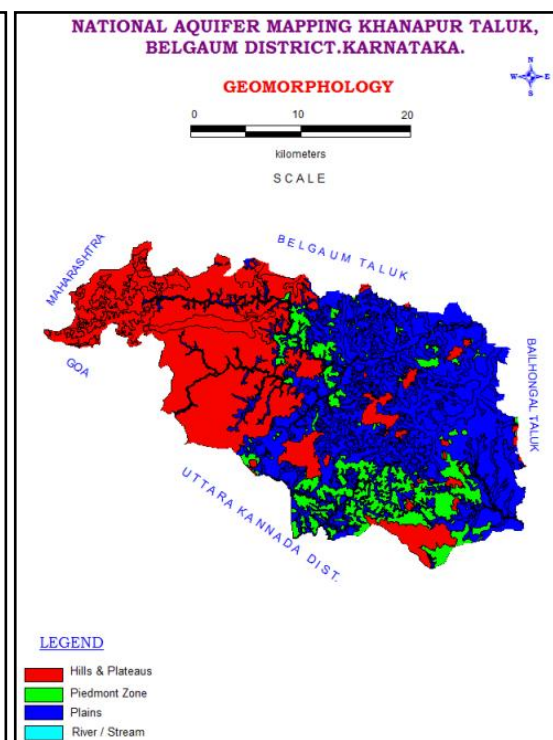 NATIONAL AQUIFER MAPPING KHANAPUR TALUK,
BELGAUM DISTRICT.KARNATAKA.
GEOMORPHOLOGY
N
W E
S
0 10 20
kilometers
SCALE
BELGAUM TALUK
MAHARASHTRA
GOA
BAILHONGAL TALUK
UTTARA KANNADA DIST.
LEGEND
Hills & Plateaus
Piedmont Zone
Plains
River / Stream